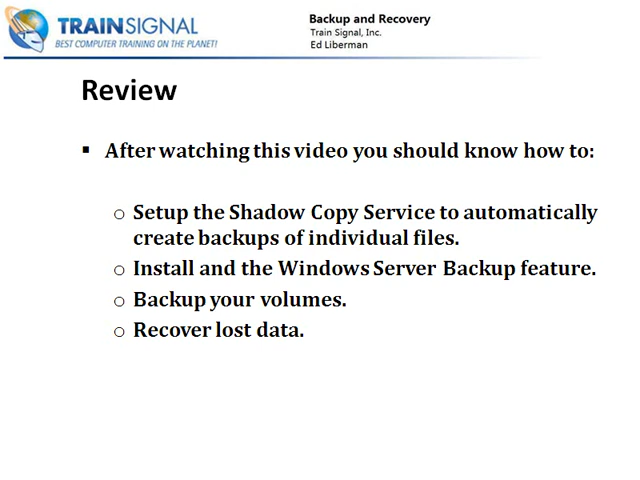 TRAINSIGNAL
BEST COMPUTER TRAINING ON THE PLANET!
Backup and Recovery
Train Signal, Inc.
Ed Liberman
Review
▪ After watching this video you should know how to:
o Setup the Shadow Copy Service to automatically
create backups of individual files.
o Install and the Windows Server Backup feature.
o Backup your volumes.
o Recover lost data.